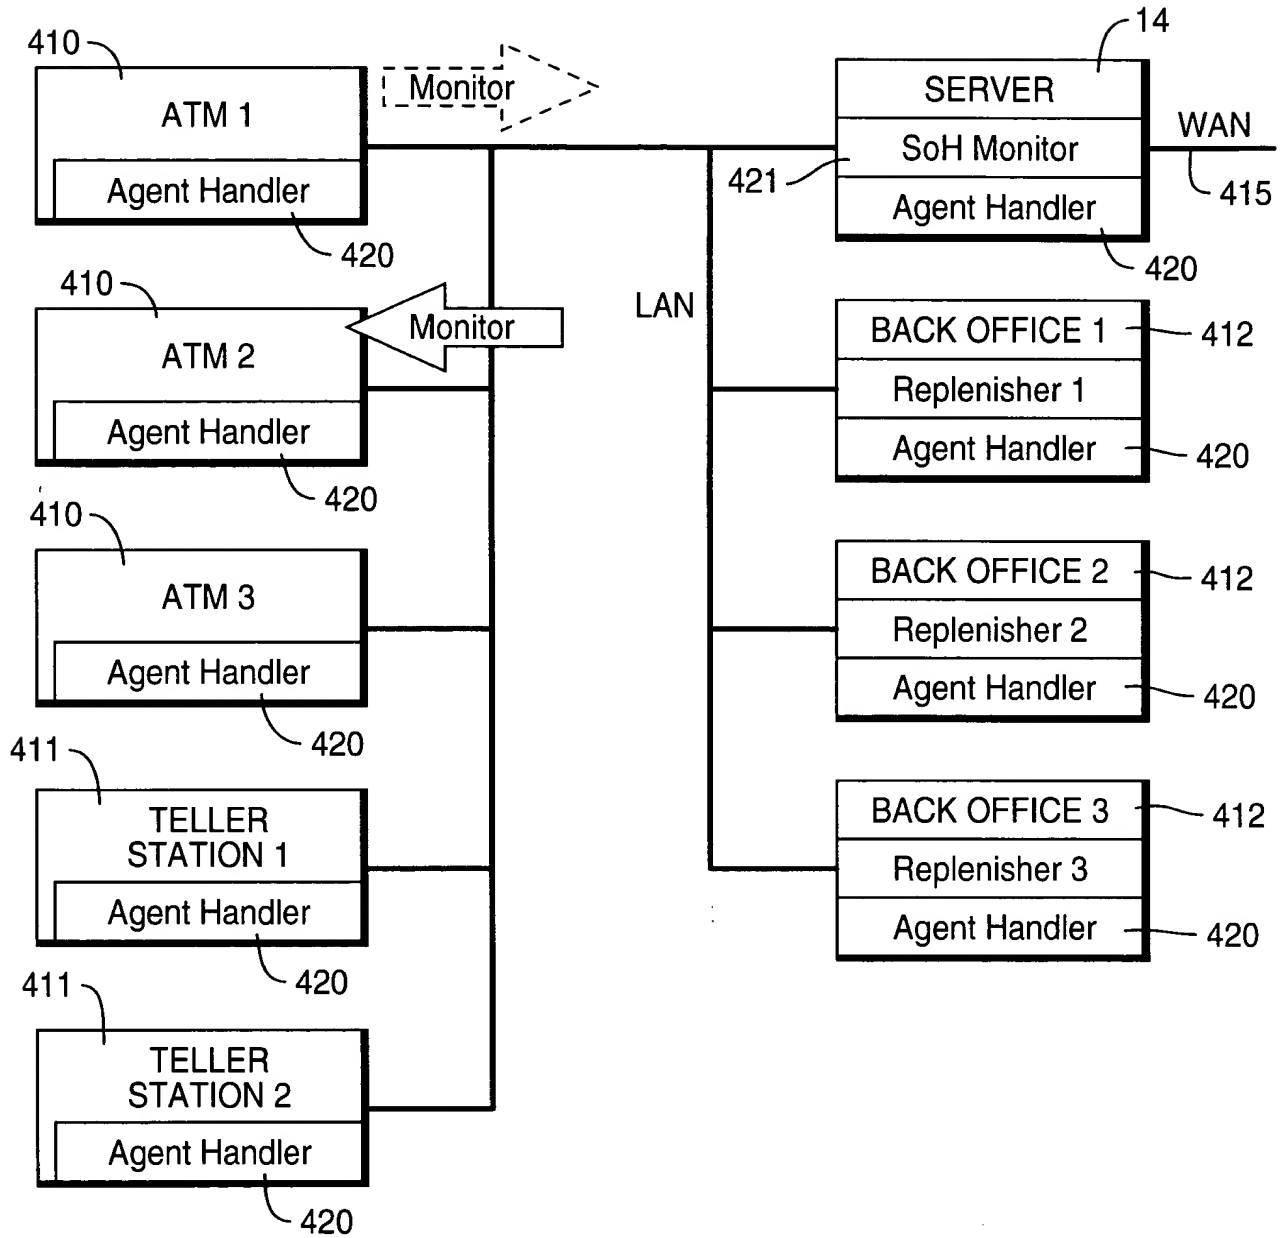 410
ATM 1
Agent Handler
420
Monitor
410
ATM 2
Agent Handler
420
Monitor
410
ATM 3
Agent Handler
420
411
TELLER
STATION 1
Agent Handler
420
411
TELLER
STATION 2
Agent Handler
420
LAN
14
SERVER
SoH Monitor
421
Agent Handler
420
WAN
415
BACK OFFICE 1
412
Replenisher 1
Agent Handler
420
BACK OFFICE 2
412
Replenisher 2
Agent Handler
420
BACK OFFICE 3
412
Replenisher 3
Agent Handler
420